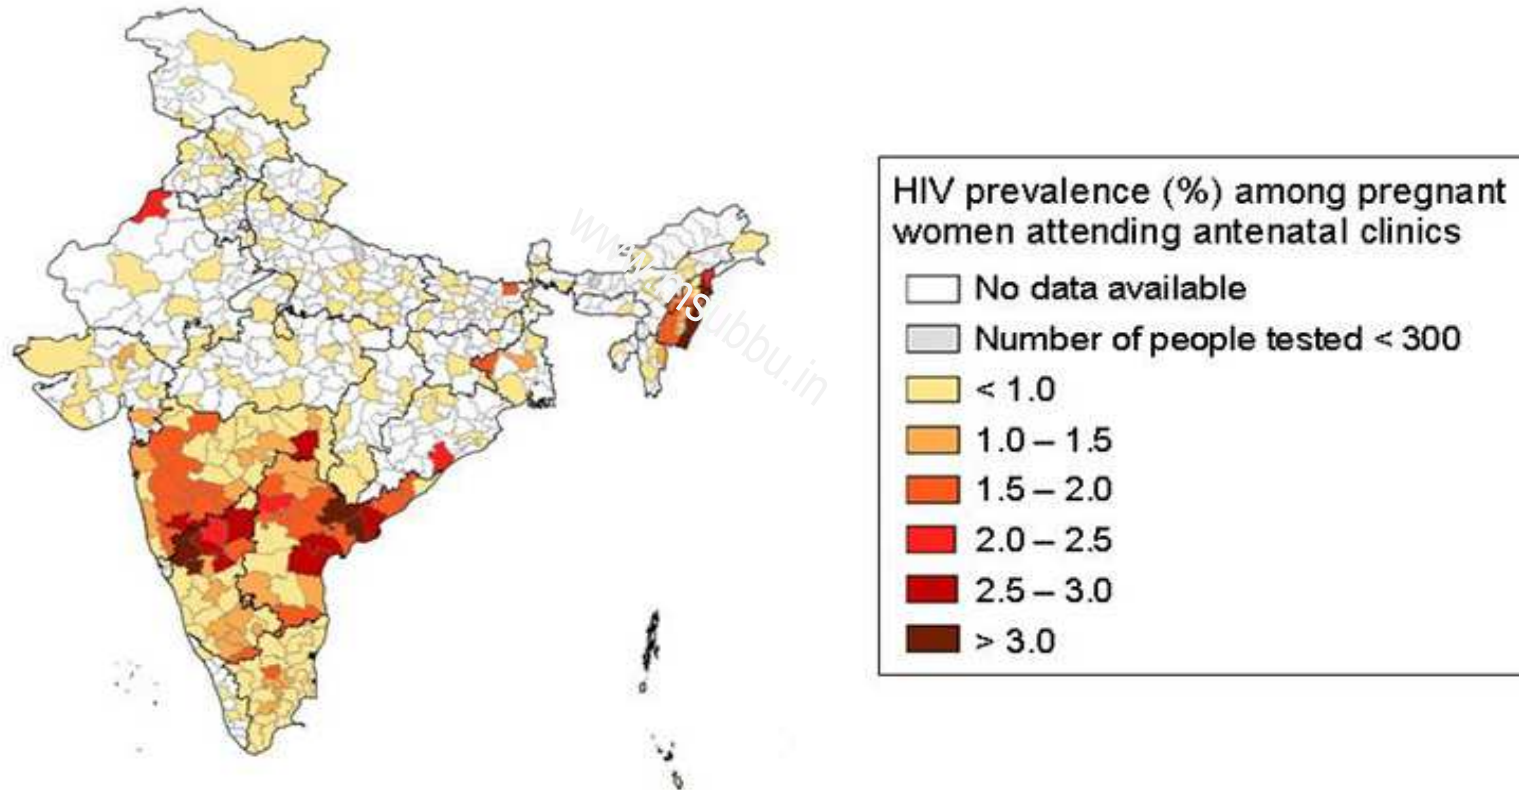 HIV prevalence (%) among pregnant
women attending antenatal clinics
No data available
Number of people tested < 300
< 1.0
1.0 – 1.5
1.5 – 2.0
2.0 – 2.5
2.5 – 3.0
> 3.0